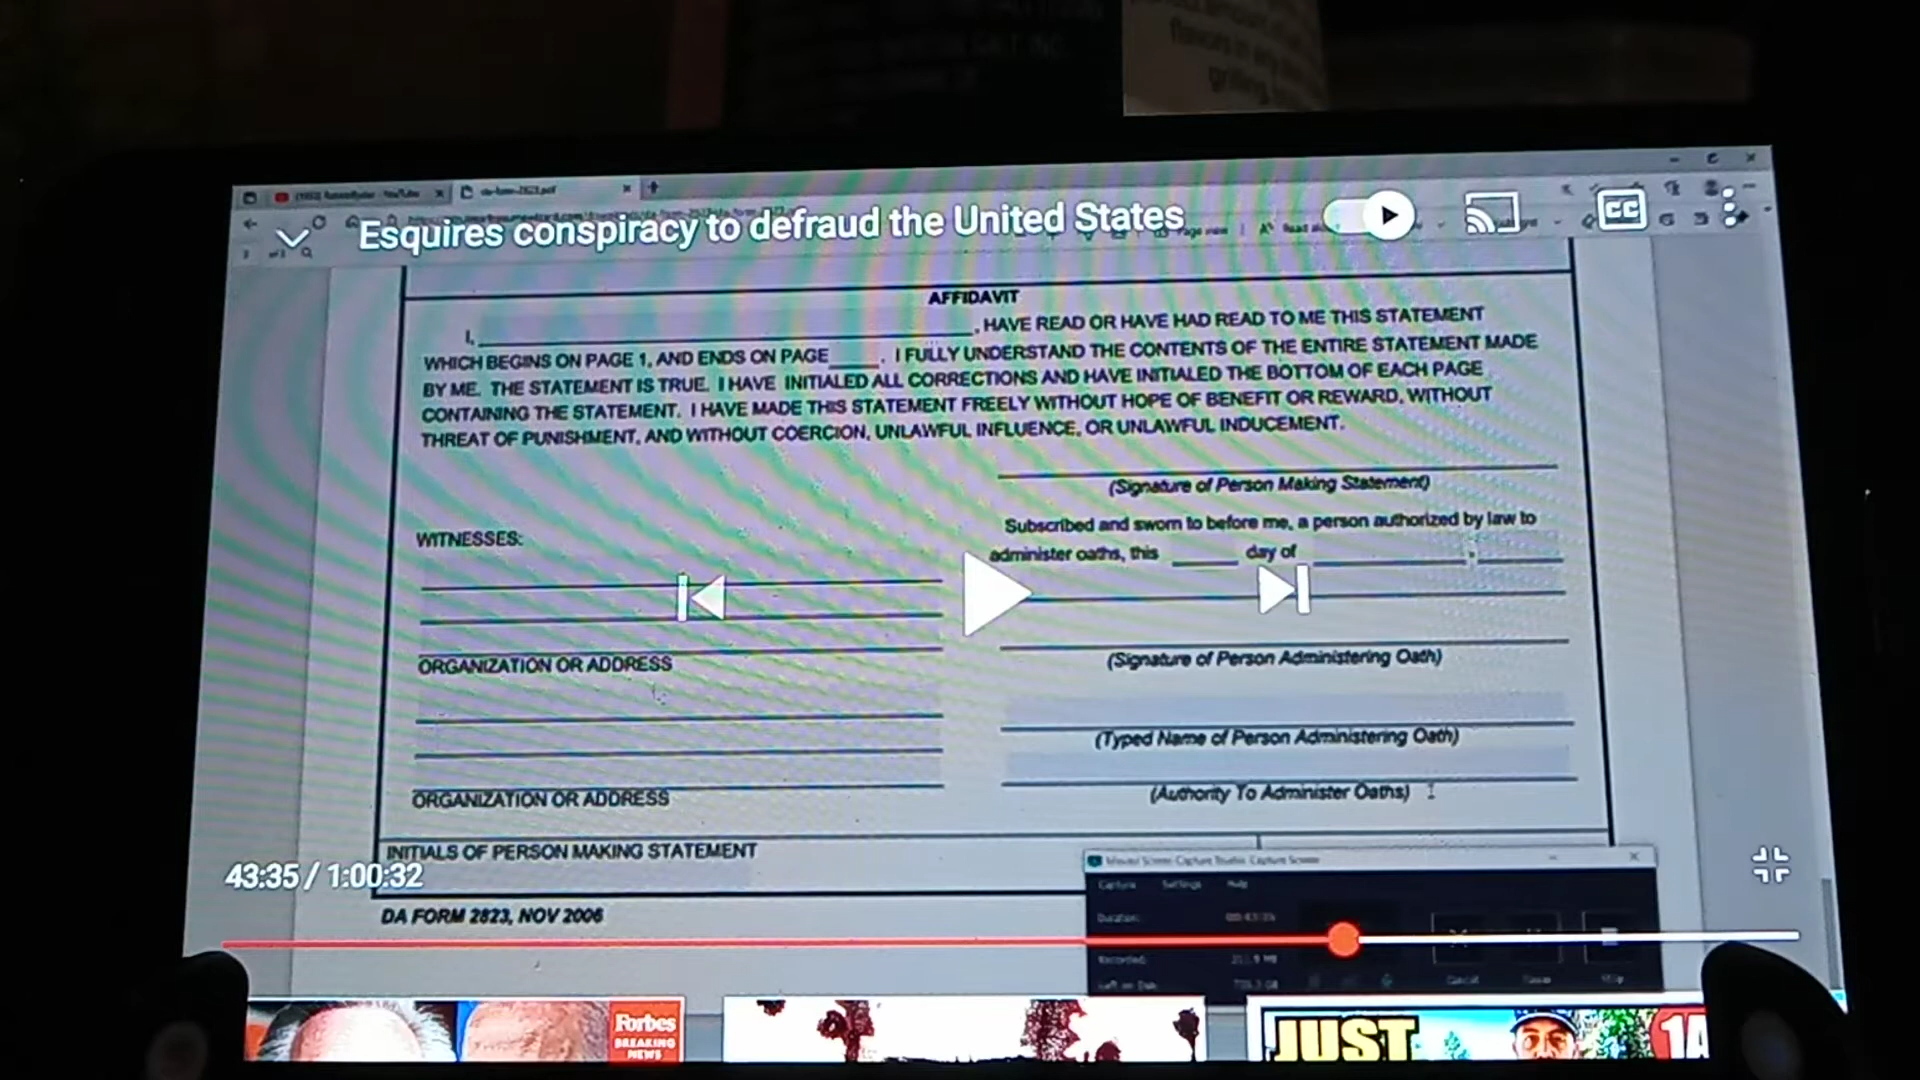 Esquires conspiracy to defraud the United States
CC
AFFIDAVIT
I, , HAVE READ OR HAVE HAD READ TO ME THIS STATEMENT
WHICH BEGINS ON PAGE 1, AND ENDS ON PAGE . I FULLY UNDERSTAND THE CONTENTS OF THE ENTIRE STATEMENT MADE
BY ME. THE STATEMENT IS TRUE. I HAVE INITIALED ALL CORRECTIONS AND HAVE INITIALED THE BOTTOM OF EACH PAGE
CONTAINING THE STATEMENT. I HAVE MADE THIS STATEMENT FREELY WITHOUT HOPE OF BENEFIT OR REWARD, WITHOUT
THREAT OF PUNISHMENT, AND WITHOUT COERCION, UNLAWFUL INFLUENCE, OR UNLAWFUL INDUCEMENT.
(Signature of Person Making Statement)
WITNESSES:
Subscribed and sworn to before me, a person authorized by law to
administer oaths, this day of ,
ORGANIZATION OR ADDRESS
(Signature of Person Administering Oath)
(Typed Name of Person Administering Oath)
ORGANIZATION OR ADDRESS
(Authority To Administer Oaths)
INITIALS OF PERSON MAKING STATEMENT
43:35 / 1:00:32
DA FORM 2823, NOV 2006
Capture Settings Help
Duration:
Recorded:
Forbes
BREAKING
NEWS
JUST
1A